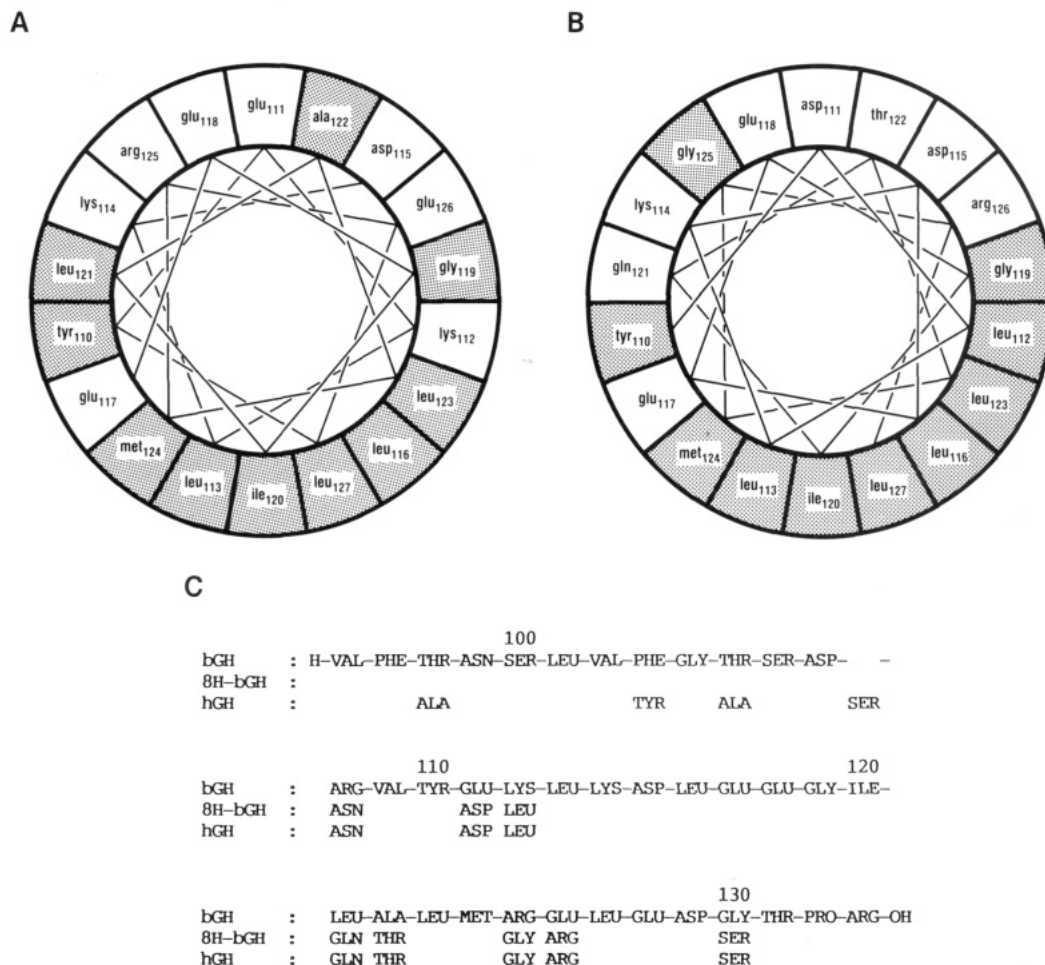 A
B
glu118 glu111 ala122
arg125 asp115
lys114 glu126
leu121 gly119
tyr110 lys112
glu117 leu123
met124 leu116
leu113 ile120 leu127
glu118 asp111 thr122
gly125 asp115
lys114 arg126
gln121 gly119
tyr110 leu112
glu117 leu123
met124 leu116
leu113 ile120 leu127
C
100
bGH : H-VAL-PHE-THR-ASN-SER-LEU-VAL-PHE-GLY-THR-SER-ASP- -
8H-bGH :
hGH : ALA TYR ALA SER
110 120
bGH : ARG-VAL-TYR-GLU-LYS-LEU-LYS-ASP-LEU-GLU-GLU-GLY-ILE-
8H-bGH : ASN ASP LEU
hGH : ASN ASP LEU
130
bGH : LEU-ALA-LEU-MET-ARG-GLU-LEU-GLU-ASP-GLY-THR-PRO-ARG-OH
8H-bGH : GLN THR GLY ARG SER
hGH : GLN THR GLY ARG SER